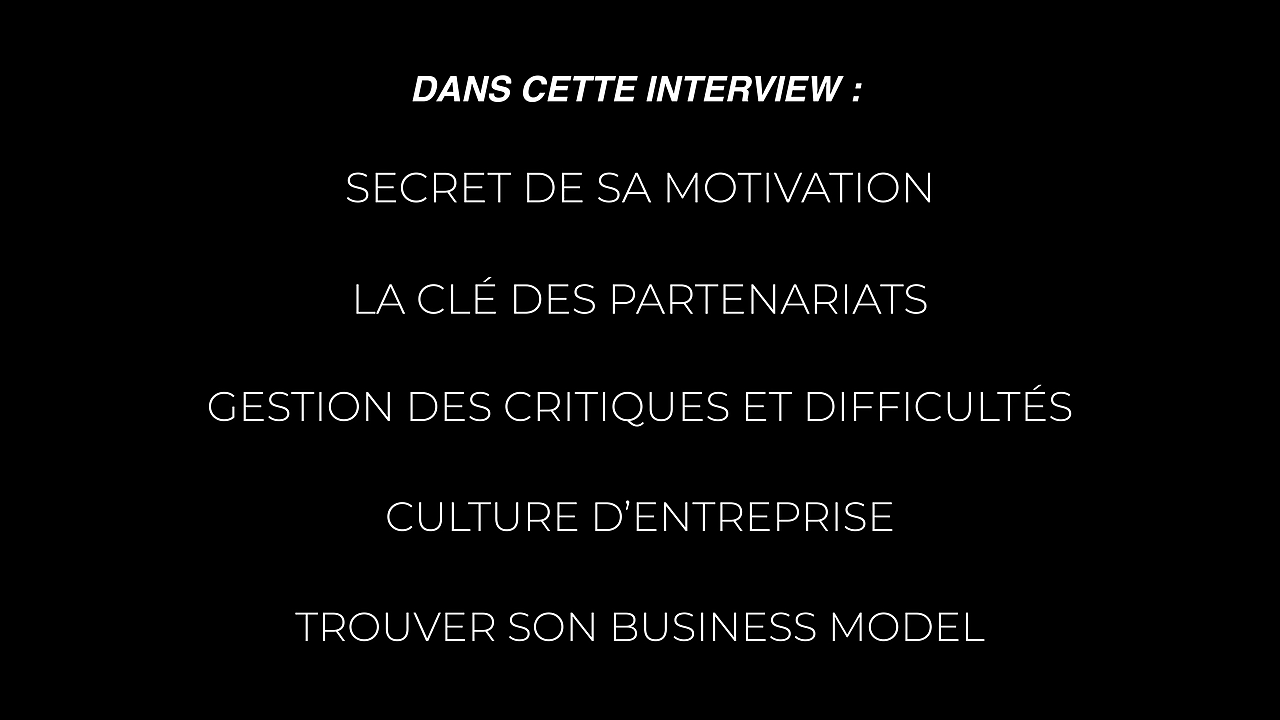 DANS CETTE INTERVIEW :
SECRET DE SA MOTIVATION
LA CLÉ DES PARTENARIATS
GESTION DES CRITIQUES ET DIFFICULTÉS
CULTURE D’ENTREPRISE
TROUVER SON BUSINESS MODEL